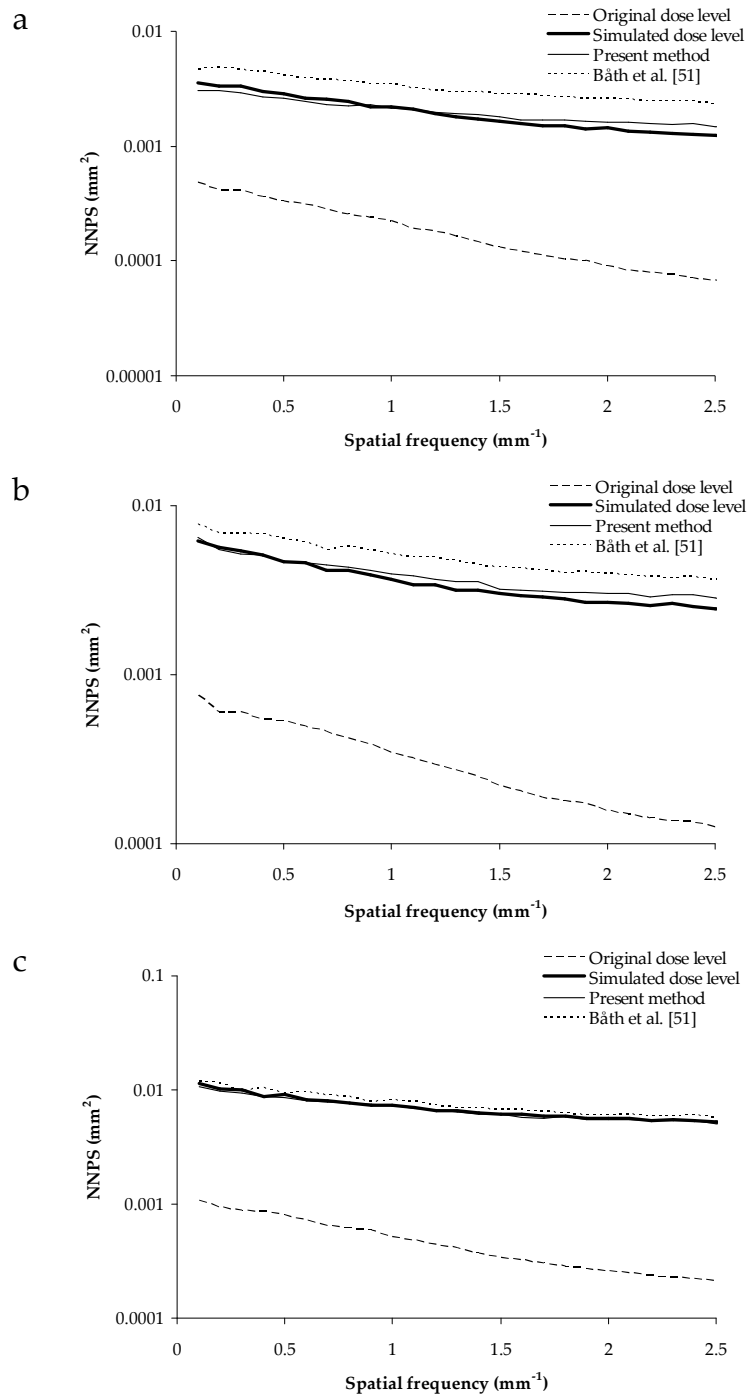 a
Original dose level
Simulated dose level
Present method
Båth et al. [51]
0.01
0.001
0.0001
0.00001
NNPS (mm²)
0 0.5 1 1.5 2 2.5
Spatial frequency (mm⁻¹)
b
Original dose level
Simulated dose level
Present method
Båth et al. [51]
0.01
0.001
0.0001
NNPS (mm²)
0 0.5 1 1.5 2 2.5
Spatial frequency (mm⁻¹)
c
Original dose level
Simulated dose level
Present method
Båth et al. [51]
0.1
0.01
0.001
0.0001
NNPS (mm²)
0 0.5 1 1.5 2 2.5
Spatial frequency (mm⁻¹)